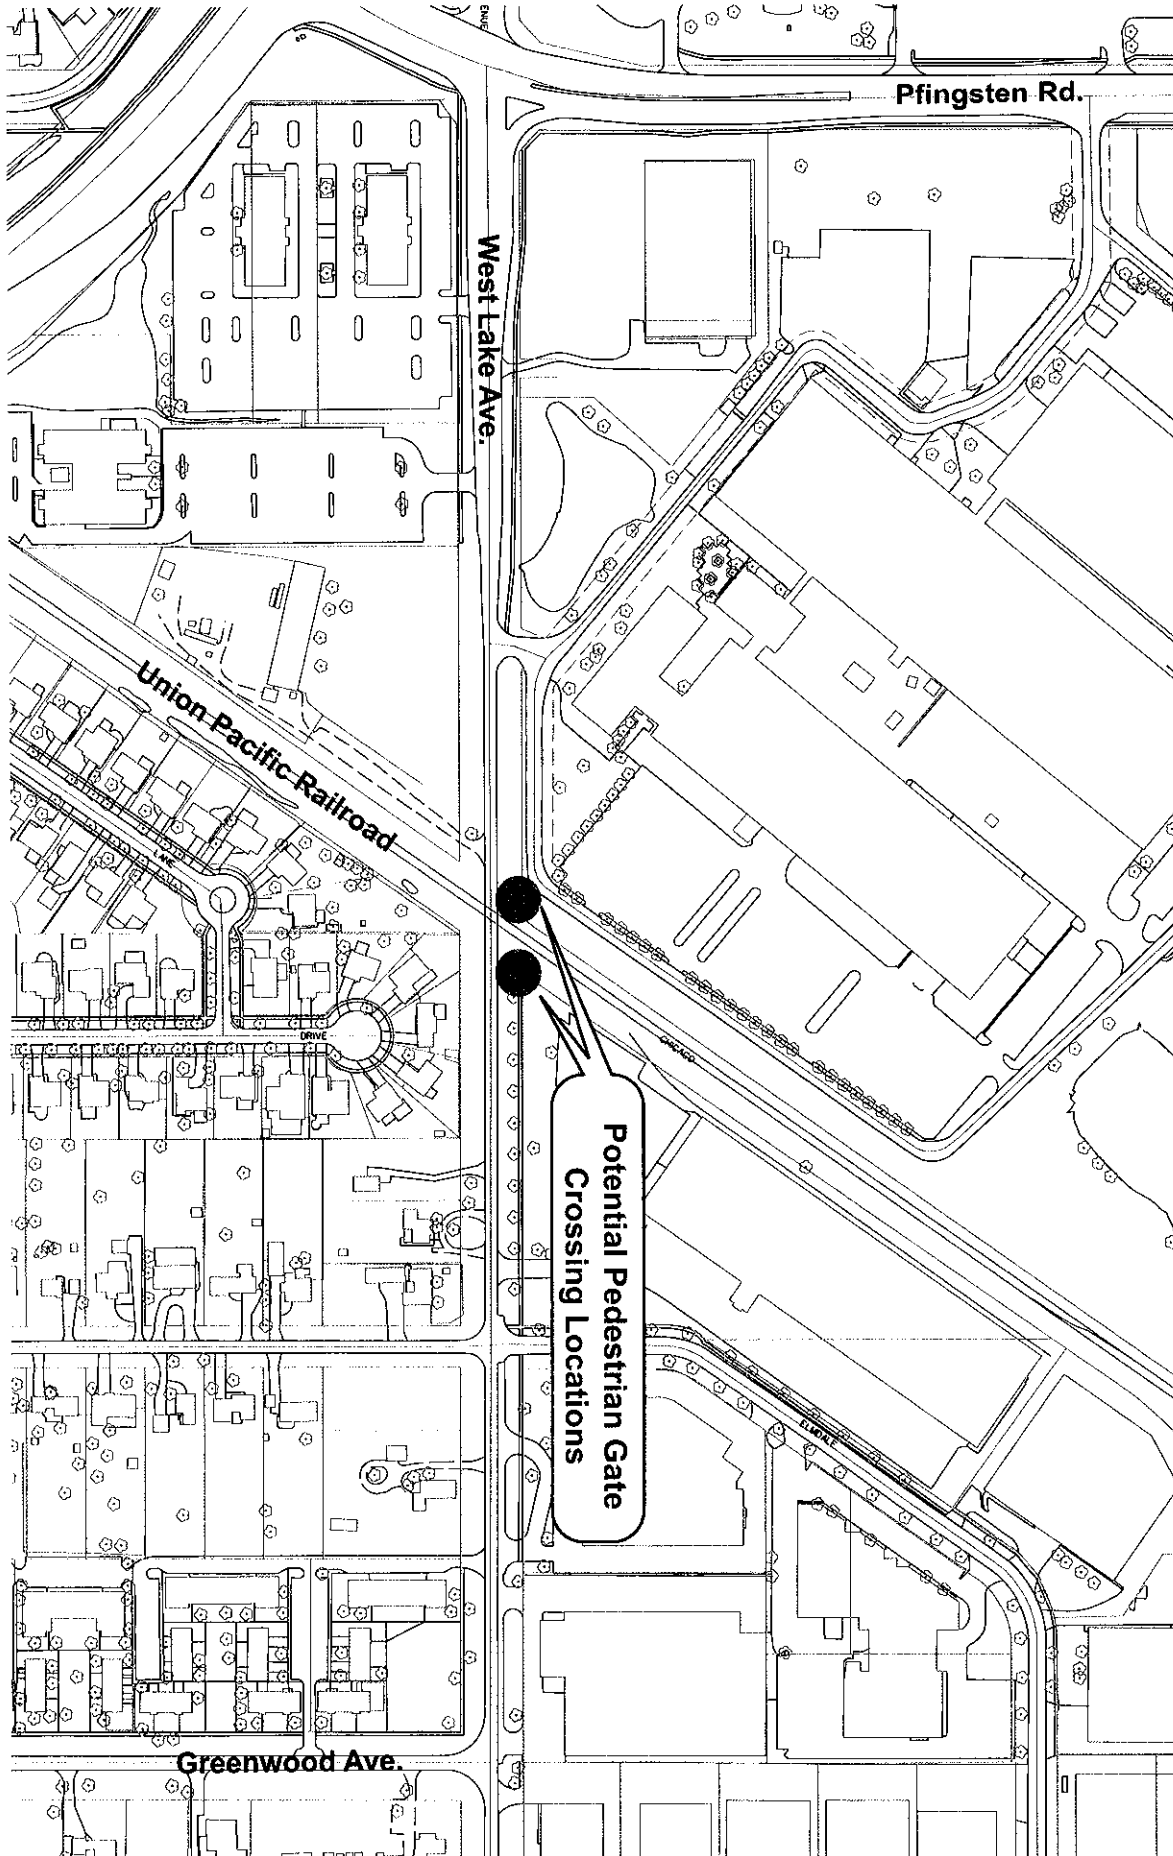 ENUE
Pfingsten Rd.
West Lake Ave.
Union Pacific Railroad
LANE
DRIVE
CHICAGO
Potential Pedestrian Gate
Crossing Locations
ELMDALE
Greenwood Ave.